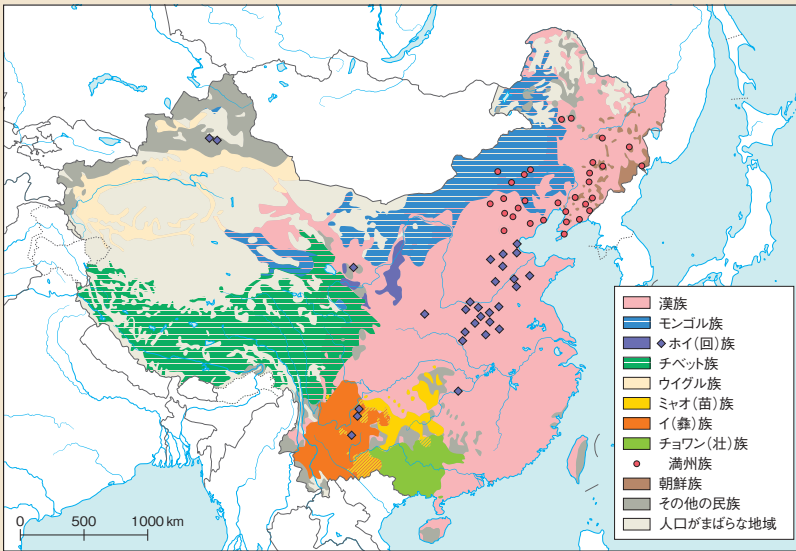 漢族
モンゴル族
ホイ(回)族
チベット族
ウイグル族
ミャオ(苗)族
イ(彝)族
チョワン(壮)族
満州族
朝鮮族
その他の民族
人口がまばらな地域
0 500 1000 km